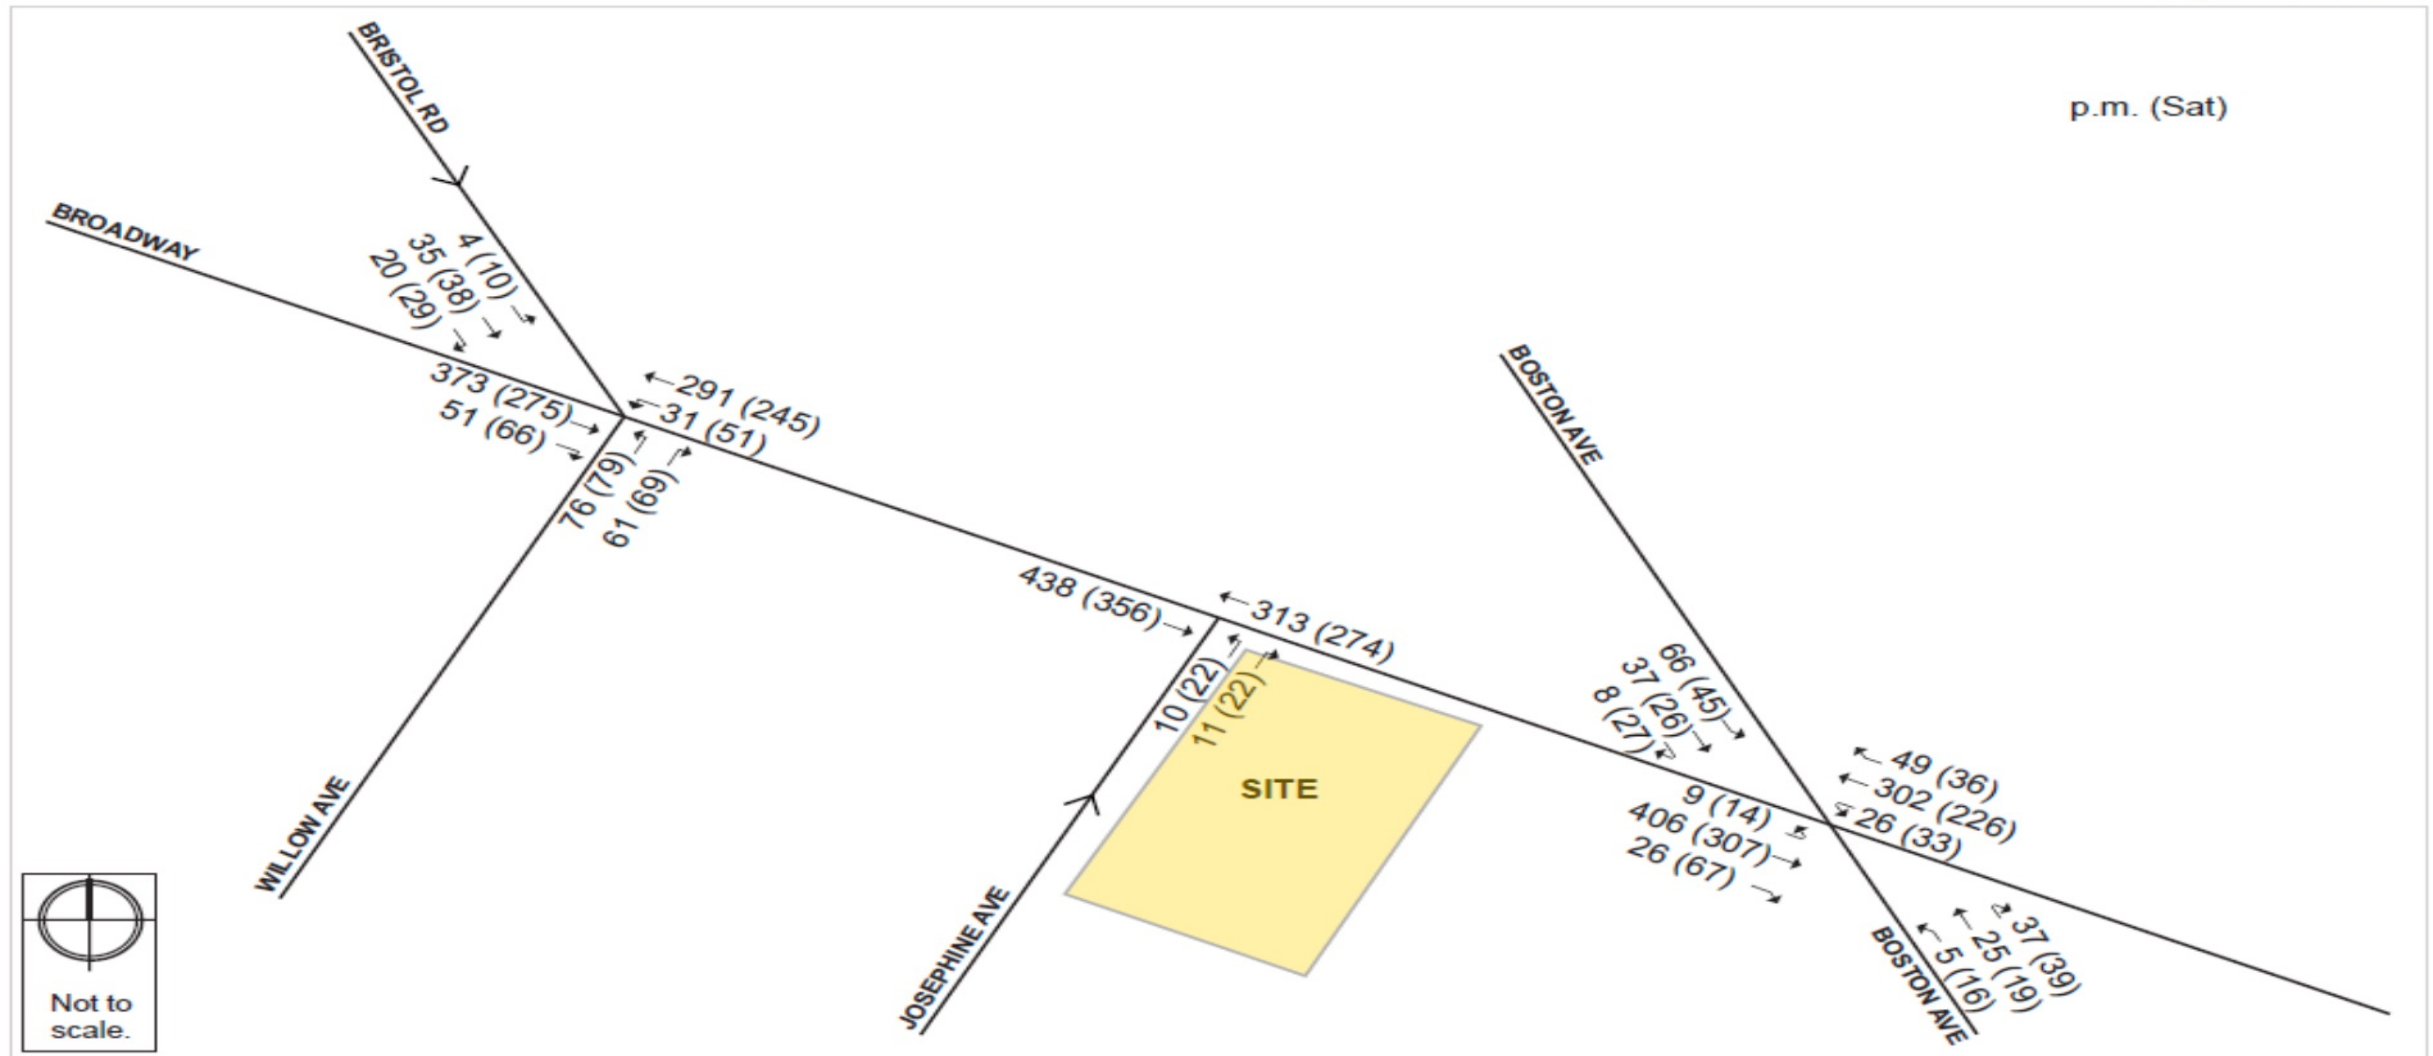 BRISTOL RD
p.m. (Sat)
BROADWAY
4 (10)
35 (38)
20 (29)
373 (275)
51 (66)
291 (245)
31 (51)
76 (79)
61 (69)
WILLOW AVE
438 (356)
313 (274)
10 (22)
11 (22)
SITE
JOSEPHINE AVE
BOSTON AVE
66 (45)
37 (26)
8 (27)
9 (14)
406 (307)
26 (67)
49 (36)
302 (226)
26 (33)
37 (39)
25 (19)
5 (16)
BOSTON AVE
Not to
scale.